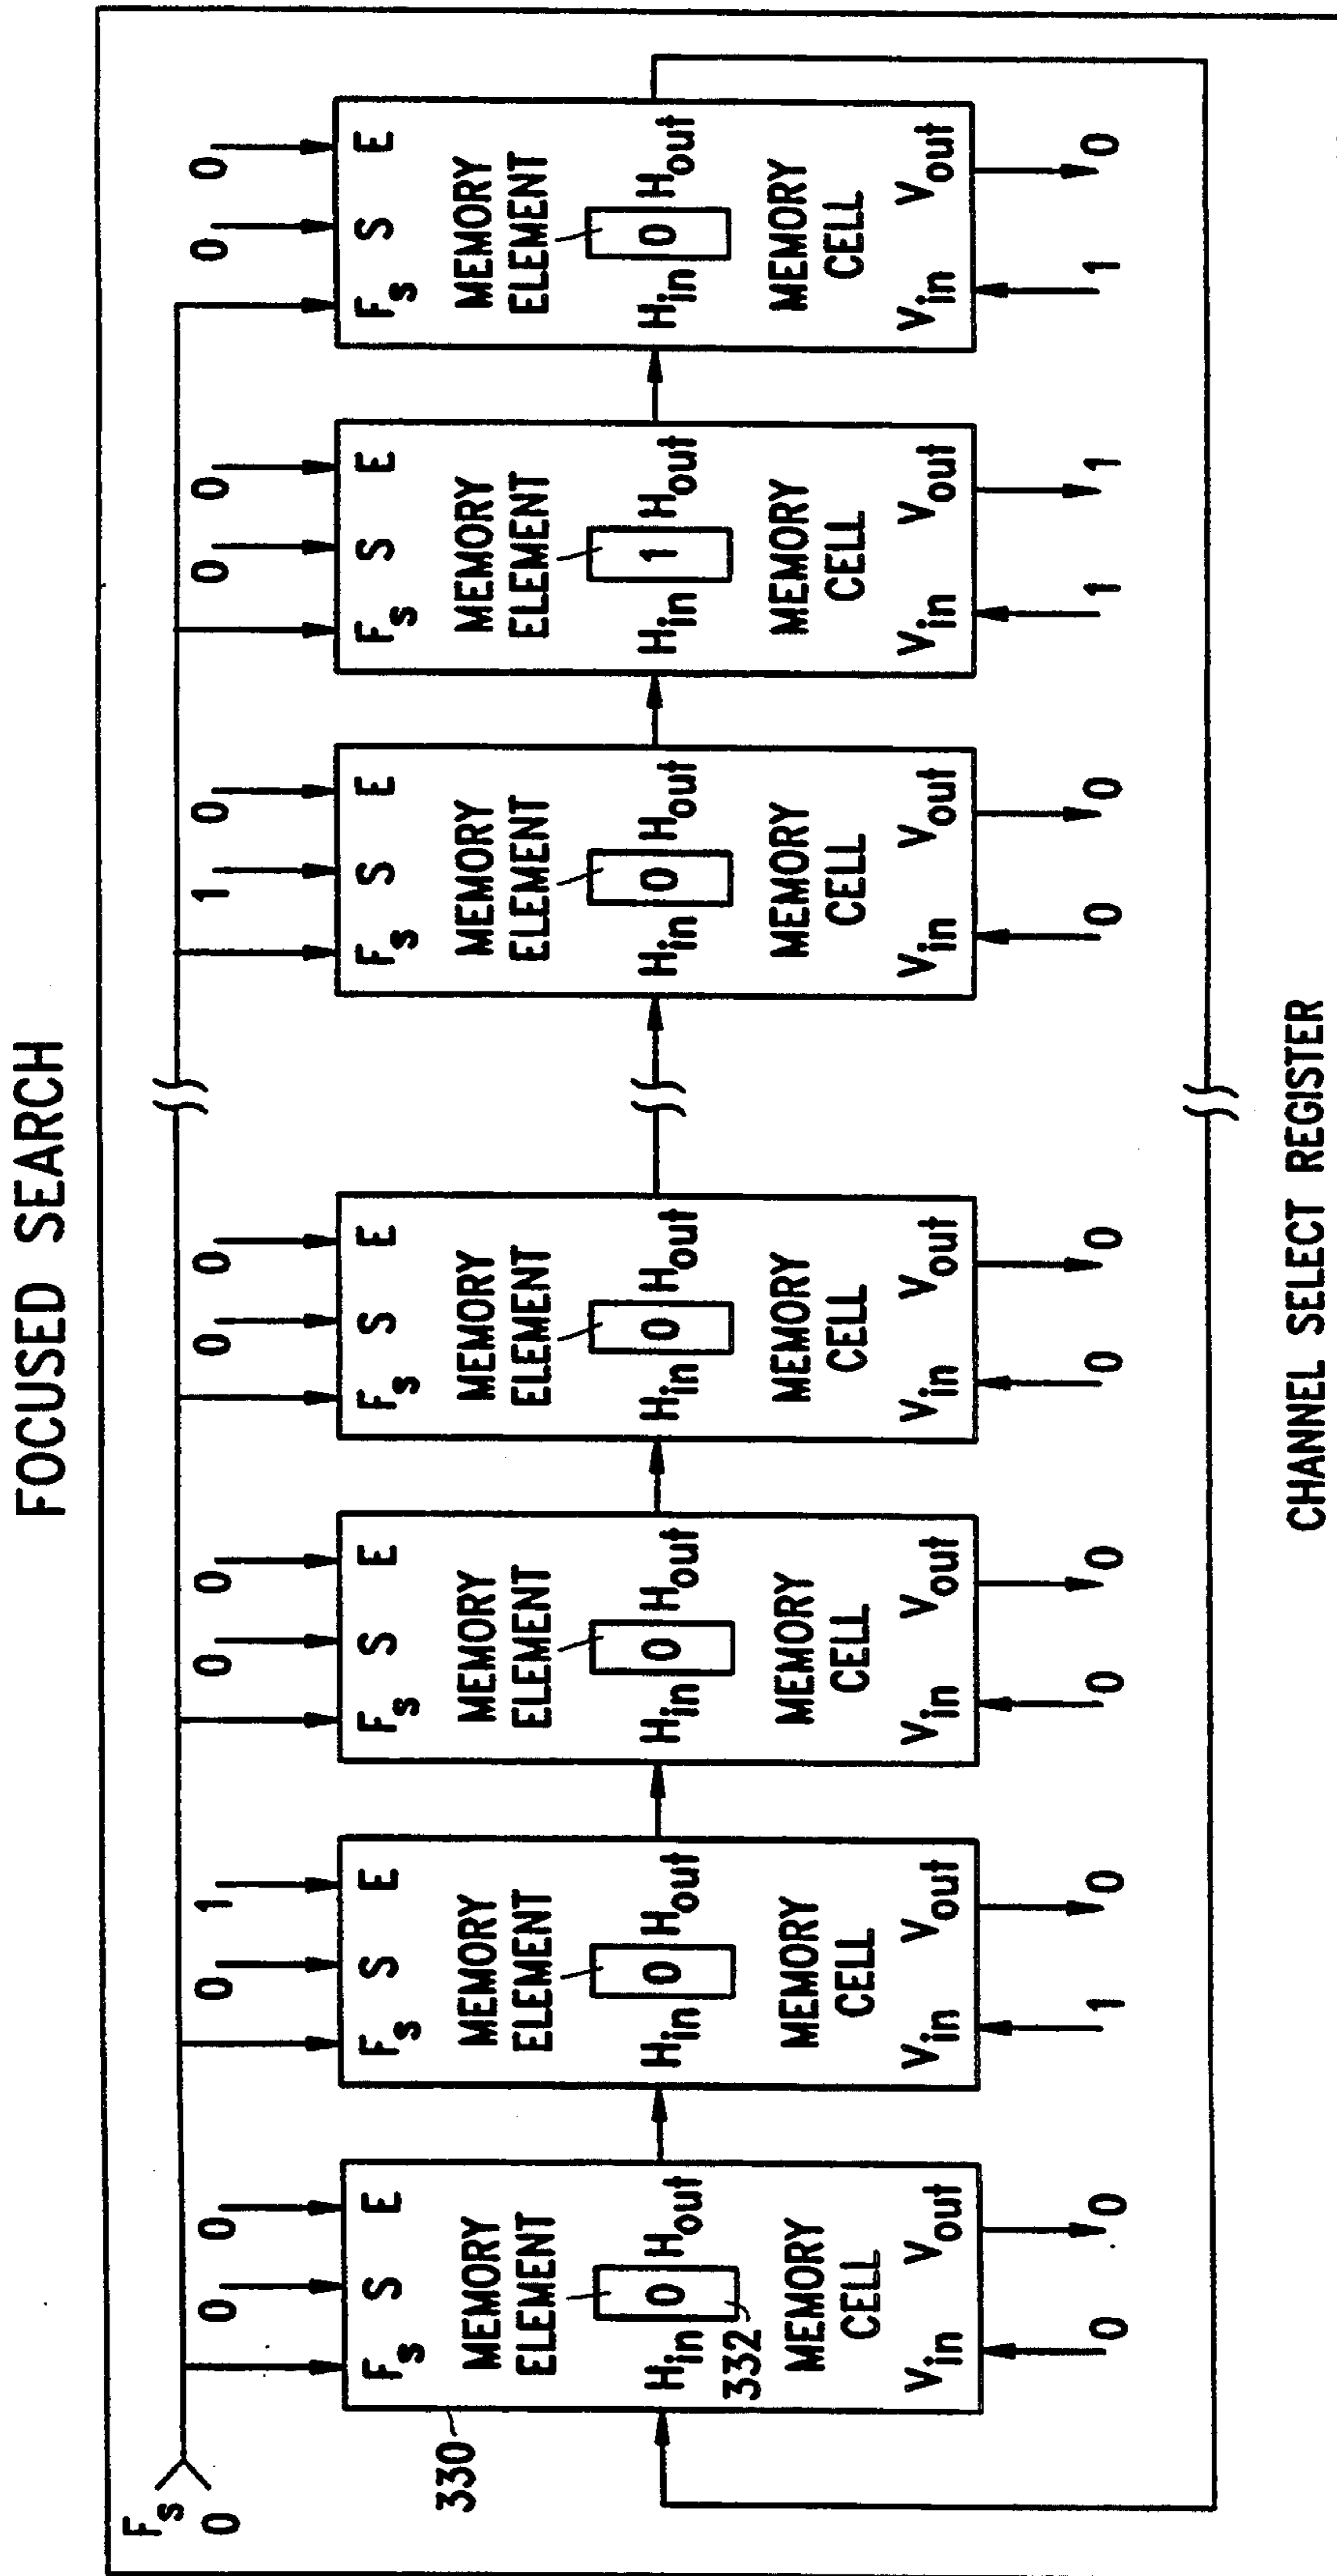 FOCUSED SEARCH
Fs
0
0 0
Fs S E
MEMORY
ELEMENT
Hin 0 Hout
332
MEMORY
CELL
Vin Vout
0 0
330
0 1
Fs S E
MEMORY
ELEMENT
Hin 0 Hout
MEMORY
CELL
Vin Vout
1 0
0 0
Fs S E
MEMORY
ELEMENT
Hin 0 Hout
MEMORY
CELL
Vin Vout
0 0
0 0
Fs S E
MEMORY
ELEMENT
Hin 0 Hout
MEMORY
CELL
Vin Vout
0 0
1 0
Fs S E
MEMORY
ELEMENT
Hin 0 Hout
MEMORY
CELL
Vin Vout
0 0
0 0
Fs S E
MEMORY
ELEMENT
Hin 1 Hout
MEMORY
CELL
Vin Vout
1 1
0 0
Fs S E
MEMORY
ELEMENT
Hin 0 Hout
MEMORY
CELL
Vin Vout
1 0
CHANNEL SELECT REGISTER